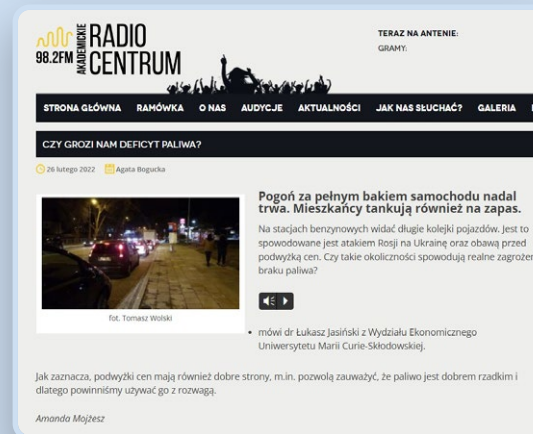 98.2FM AKADEMICKIE RADIO CENTRUM
TERAZ NA ANTENIE:
GRAMY:
STRONA GŁÓWNA RAMÓWKA O NAS AUDYCJE AKTUALNOŚCI JAK NAS SŁUCHAĆ? GALERIA
CZY GROZI NAM DEFICYT PALIWA?
26 lutego 2022 Agata Bogucka
Pogoń za pełnym bakiem samochodu nadal
trwa. Mieszkańcy tankują również na zapas.
Na stacjach benzynowych widać długie kolejki pojazdów. Jest to
spowodowane jest atakiem Rosji na Ukrainę oraz obawą przed
podwyżką cen. Czy takie okoliczności spowodują realne zagrożen
braku paliwa?
fot. Tomasz Wolski
• mówi dr Łukasz Jasiński z Wydziału Ekonomicznego
Uniwersytetu Marii Curie-Skłodowskiej.
Jak zaznacza, podwyżki cen mają również dobre strony, m.in. pozwolą zauważyć, że paliwo jest dobrem rzadkim i
dlatego powinniśmy używać go z rozwagą.
Amanda Mojżesz